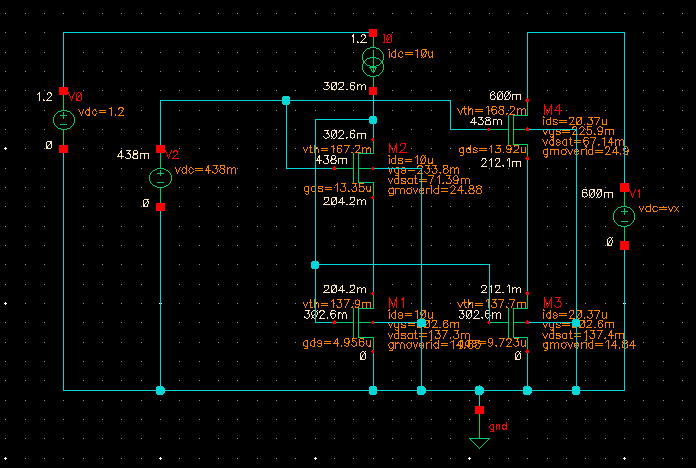 1.2
I0
idc=10u
302.6m
1.2
V0
vdc=1.2
0
438m
V2
vdc=438m
0
302.6m
vth=167.2m
M2
438m
ids=10u
vgs=233.8m
vdsat=71.39m
gmoverid=24.88
gds=13.35u
204.2m
600m
vth=168.2m
M4
438m
ids=20.37u
vgs=225.9m
vdsat=67.14m
gmoverid=24.9
gds=13.92u
212.1m
600m
V1
vdc=vx
0
204.2m
vth=137.9m
M1
302.6m
ids=10u
vgs=302.6m
vdsat=137.3m
gds=4.956u
0
212.1m
vth=137.7m
M3
302.6m
ids=20.37u
vgs=302.6m
vdsat=137.4m
gmoverid=14.84
gds=9.723u
0
gnd